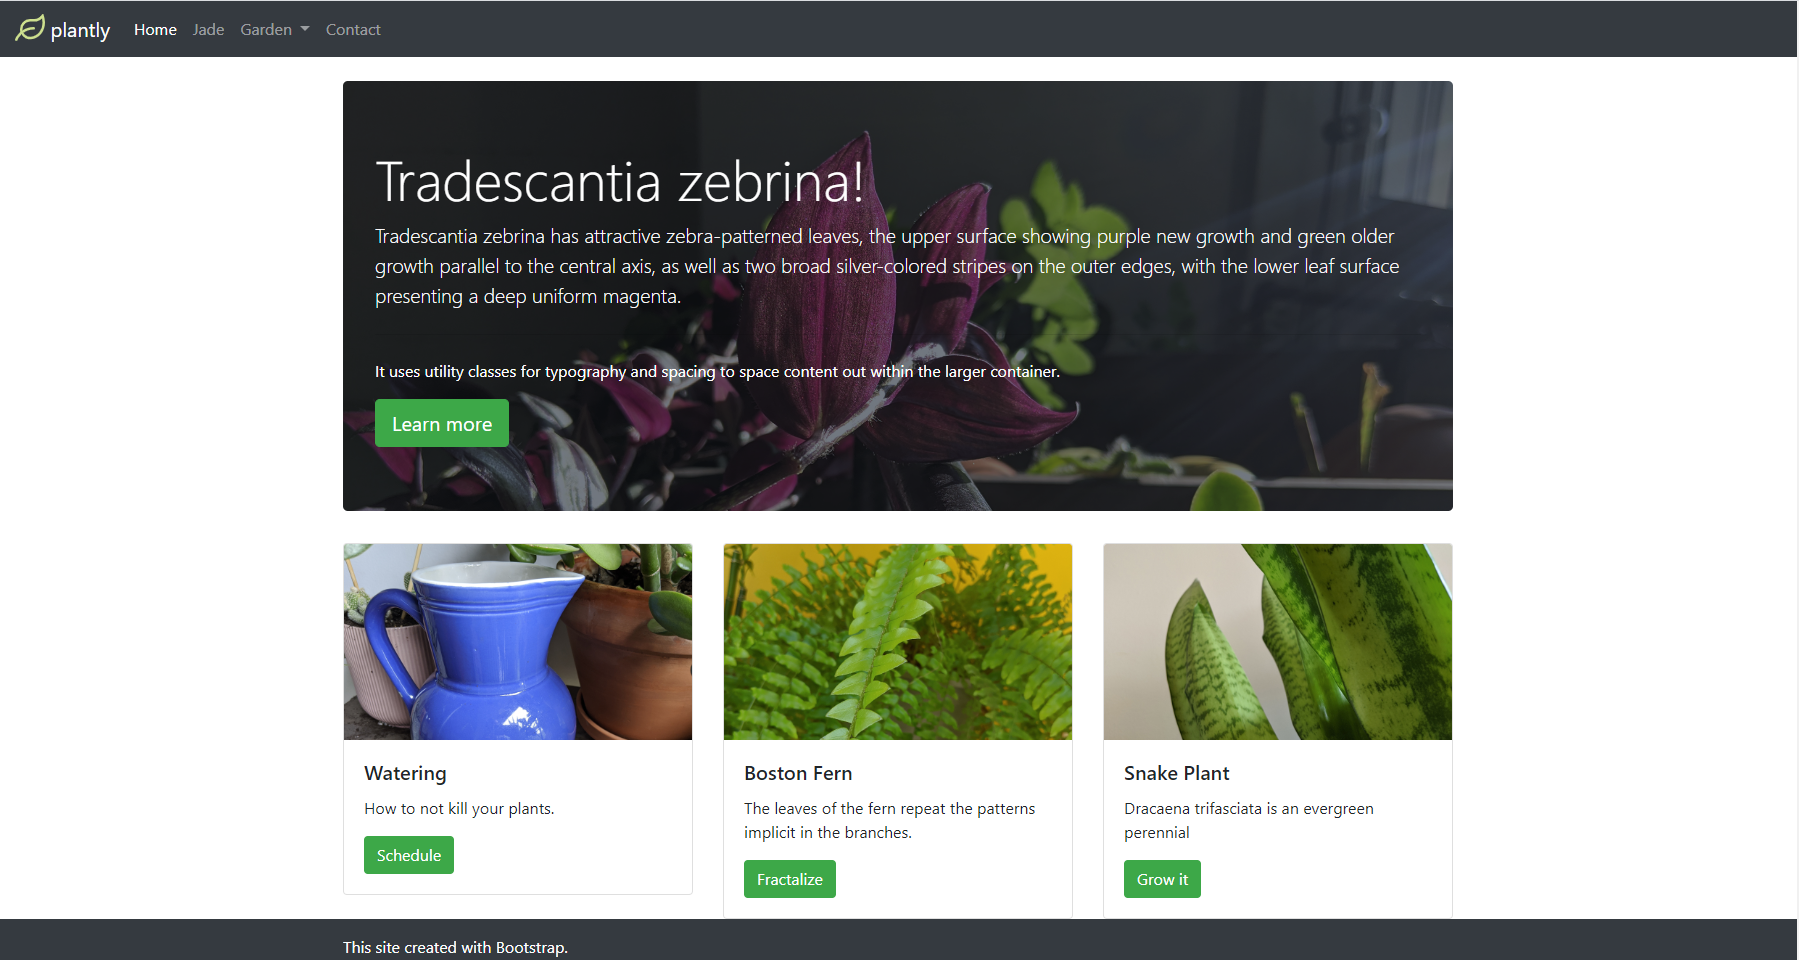 plantly Home Jade Garden Contact
Tradescantia zebrina!
Tradescantia zebrina has attractive zebra-patterned leaves, the upper surface showing purple new growth and green older
growth parallel to the central axis, as well as two broad silver-colored stripes on the outer edges, with the lower leaf surface
presenting a deep uniform magenta.
It uses utility classes for typography and spacing to space content out within the larger container.
Learn more
Watering
How to not kill your plants.
Schedule
Boston Fern
The leaves of the fern repeat the patterns
implicit in the branches.
Fractalize
Snake Plant
Dracaena trifasciata is an evergreen
perennial
Grow it
This site created with Bootstrap.